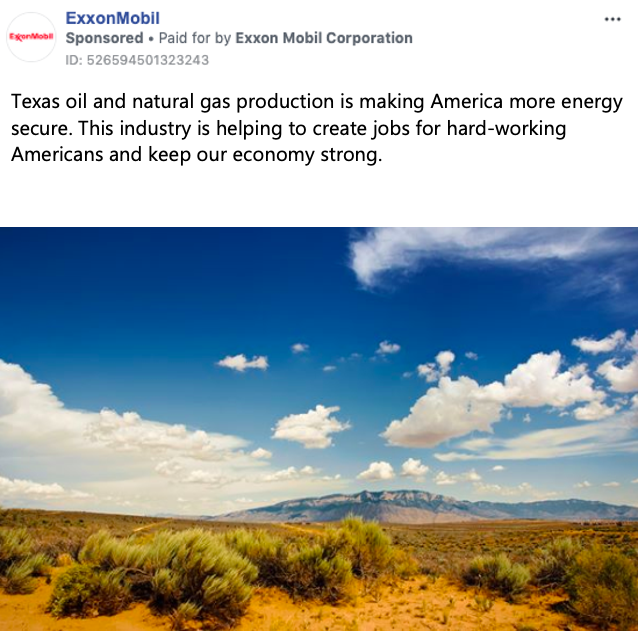 ExxonMobil
ExxonMobil
Sponsored • Paid for by Exxon Mobil Corporation
ID: 526594501323243
Texas oil and natural gas production is making America more energy
secure. This industry is helping to create jobs for hard-working
Americans and keep our economy strong.